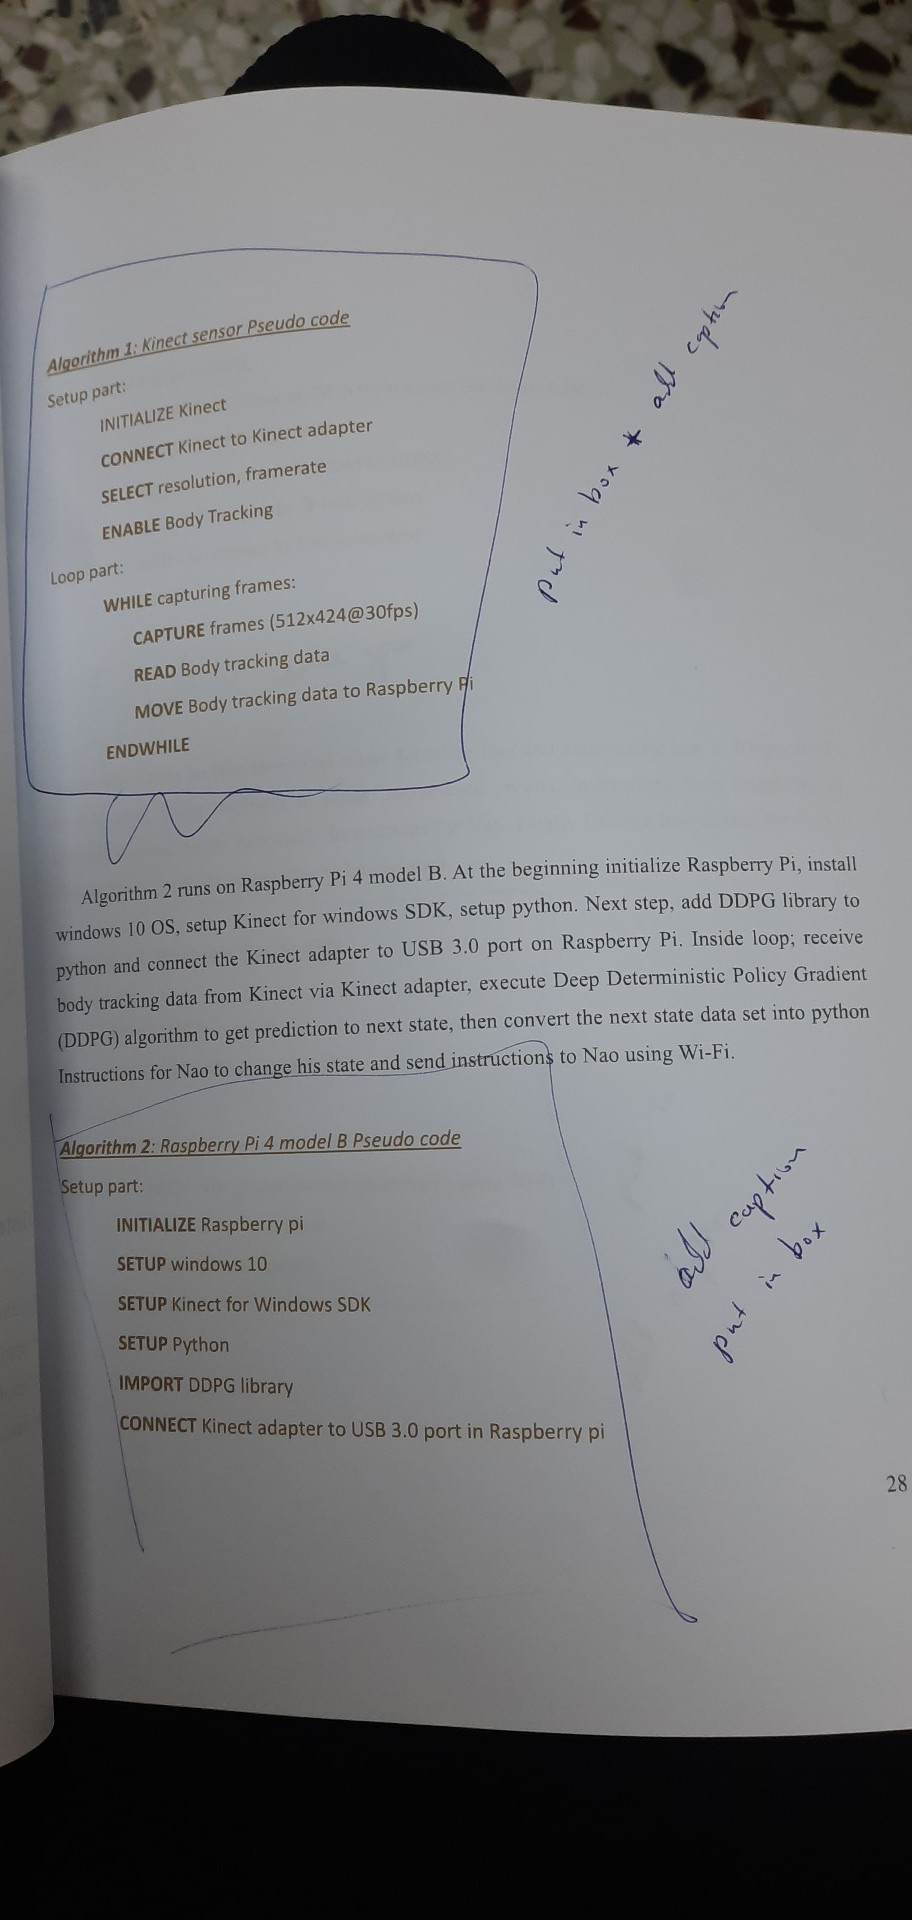 Algorithm 1: Kinect sensor Pseudo code
Setup part:
INITIALIZE Kinect
CONNECT Kinect to Kinect adapter
SELECT resolution, framerate
ENABLE Body Tracking
Loop part:
WHILE capturing frames:
CAPTURE frames (512x424@30fps)
READ Body tracking data
MOVE Body tracking data to Raspberry Pi
ENDWHILE
put in box * add caption
Algorithm 2 runs on Raspberry Pi 4 model B. At the beginning initialize Raspberry Pi, install
windows 10 OS, setup Kinect for windows SDK, setup python. Next step, add DDPG library to
python and connect the Kinect adapter to USB 3.0 port on Raspberry Pi. Inside loop; receive
body tracking data from Kinect via Kinect adapter, execute Deep Deterministic Policy Gradient
(DDPG) algorithm to get prediction to next state, then convert the next state data set into python
Instructions for Nao to change his state and send instructions to Nao using Wi-Fi.
Algorithm 2: Raspberry Pi 4 model B Pseudo code
Setup part:
INITIALIZE Raspberry pi
SETUP windows 10
SETUP Kinect for Windows SDK
SETUP Python
IMPORT DDPG library
CONNECT Kinect adapter to USB 3.0 port in Raspberry pi
add caption
put in box
28